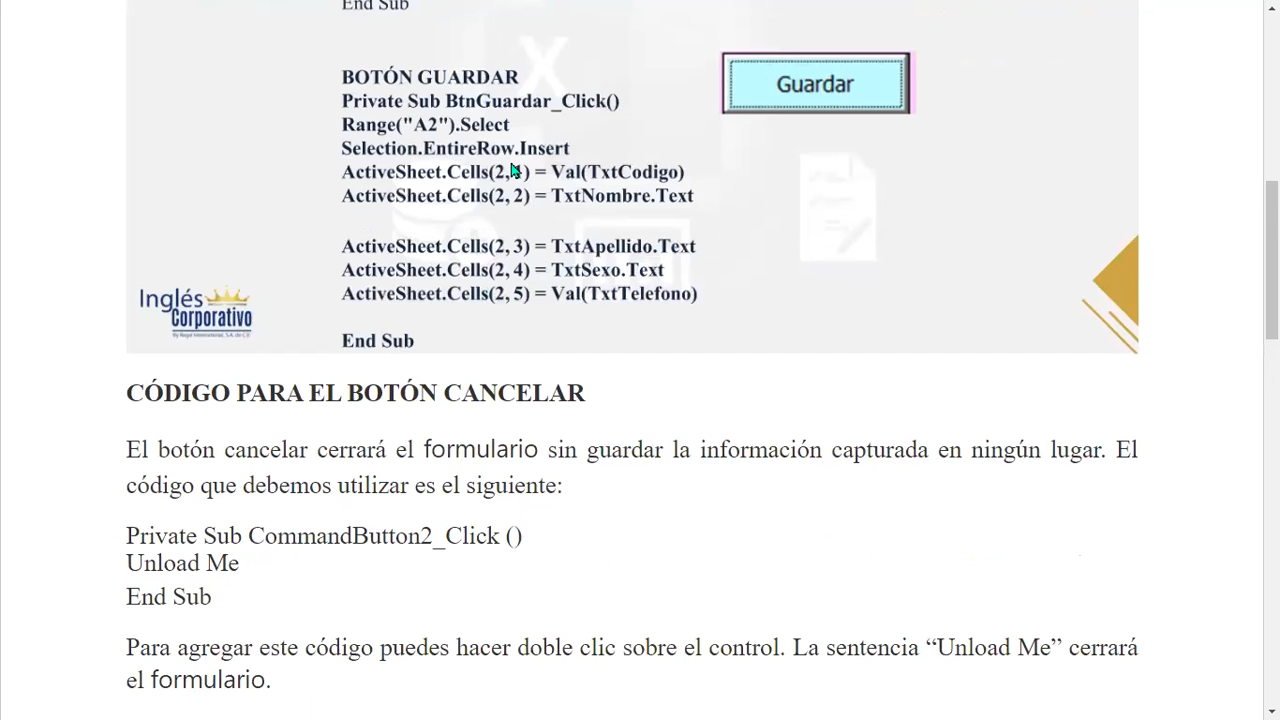 End Sub
BOTÓN GUARDAR
Guardar
Private Sub BtnGuardar_Click()
Range("A2").Select
Selection.EntireRow.Insert
ActiveSheet.Cells(2, 1) = Val(TxtCodigo)
ActiveSheet.Cells(2, 2) = TxtNombre.Text
ActiveSheet.Cells(2, 3) = TxtApellido.Text
ActiveSheet.Cells(2, 4) = TxtSexo.Text
ActiveSheet.Cells(2, 5) = Val(TxtTelefono)
Inglés
Corporativo
End Sub
CÓDIGO PARA EL BOTÓN CANCELAR
El botón cancelar cerrará el formulario sin guardar la información capturada en ningún lugar. El
código que debemos utilizar es el siguiente:
Private Sub CommandButton2_Click ()
Unload Me
End Sub
Para agregar este código puedes hacer doble clic sobre el control. La sentencia “Unload Me” cerrará
el formulario.